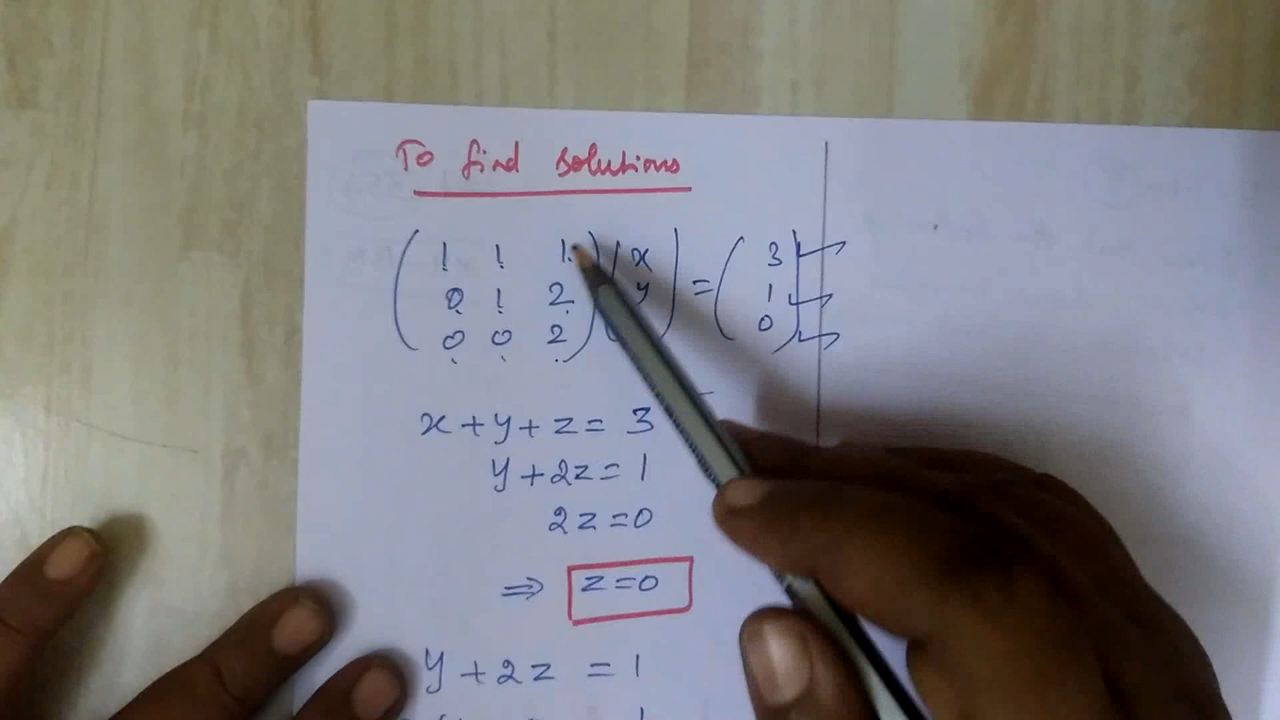 To find solutions
( 1 1 1 ) ( x ) = ( 3 )
( 0 1 2 ) ( y ) ( 1 )
( 0 0 2 ) ( ) ( 0 )
x + y + z = 3
y + 2z = 1
2z = 0
⇒ z = 0
y + 2z = 1